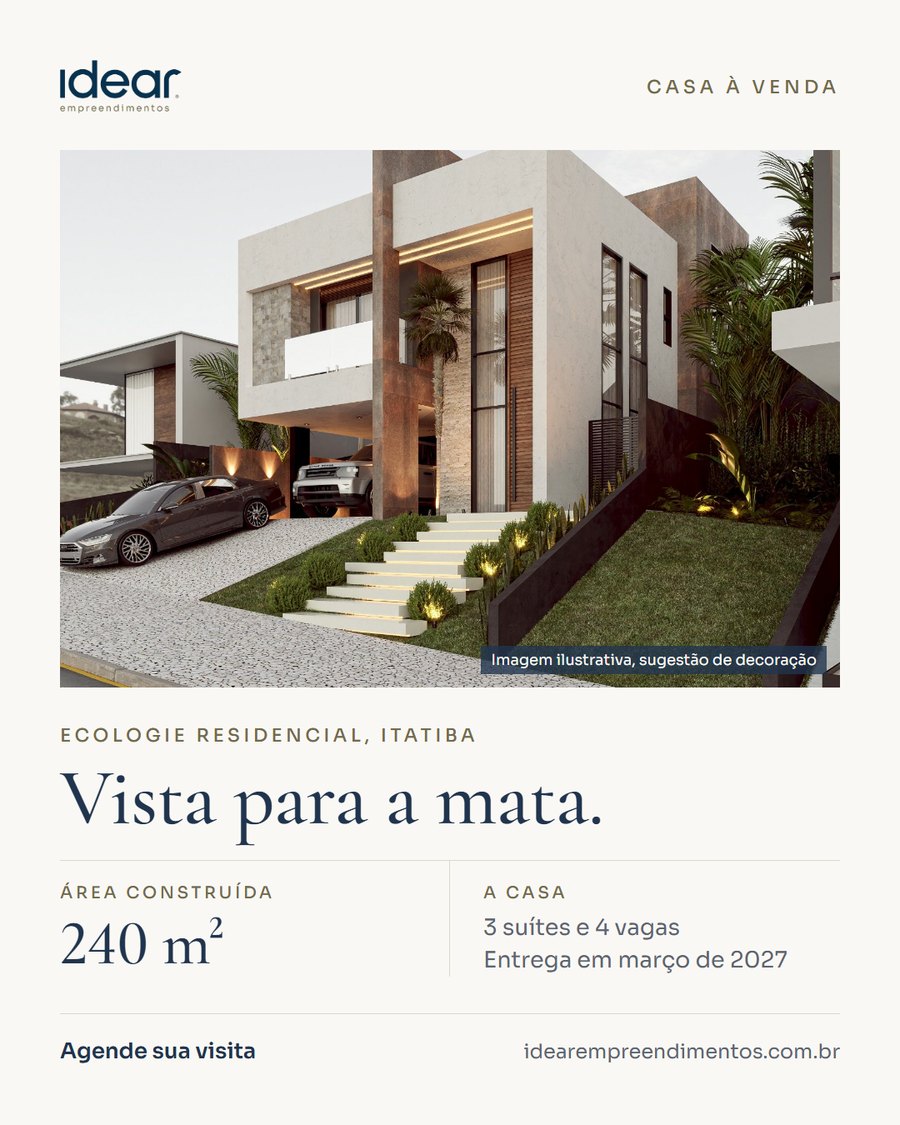 idear
empreendimentos
CASA À VENDA
Imagem ilustrativa, sugestão de decoração
ECOLOGIE RESIDENCIAL, ITATIBA
Vista para a mata.
ÁREA CONSTRUÍDA
240 m²
A CASA
3 suítes e 4 vagas
Entrega em março de 2027
Agende sua visita
idearempreendimentos.com.br